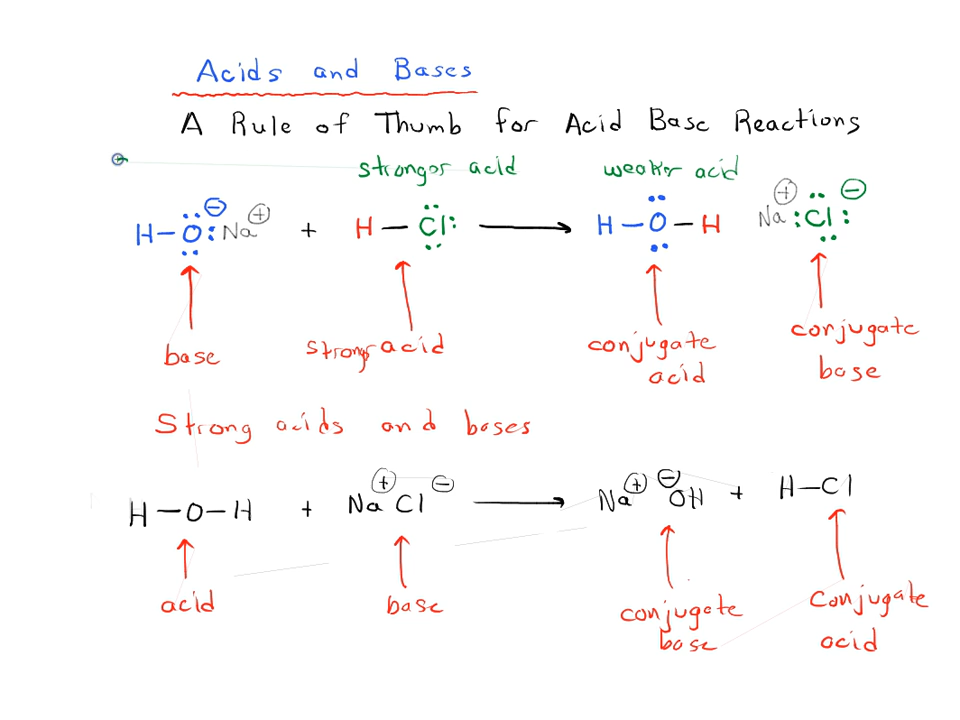 Acids and Bases
A Rule of Thumb for Acid Base Reactions
stronger acid weaker acid
H–O:⊖ Na⊕ + H–Cl: → H–O–H Na⊕ :Cl:⊖
base strong acid conjugate acid conjugate base
Strong acids and bases
H–O–H + Na⊕ Cl⊖ → Na⊕ ⊖OH + H–Cl
acid base conjugate base conjugate acid